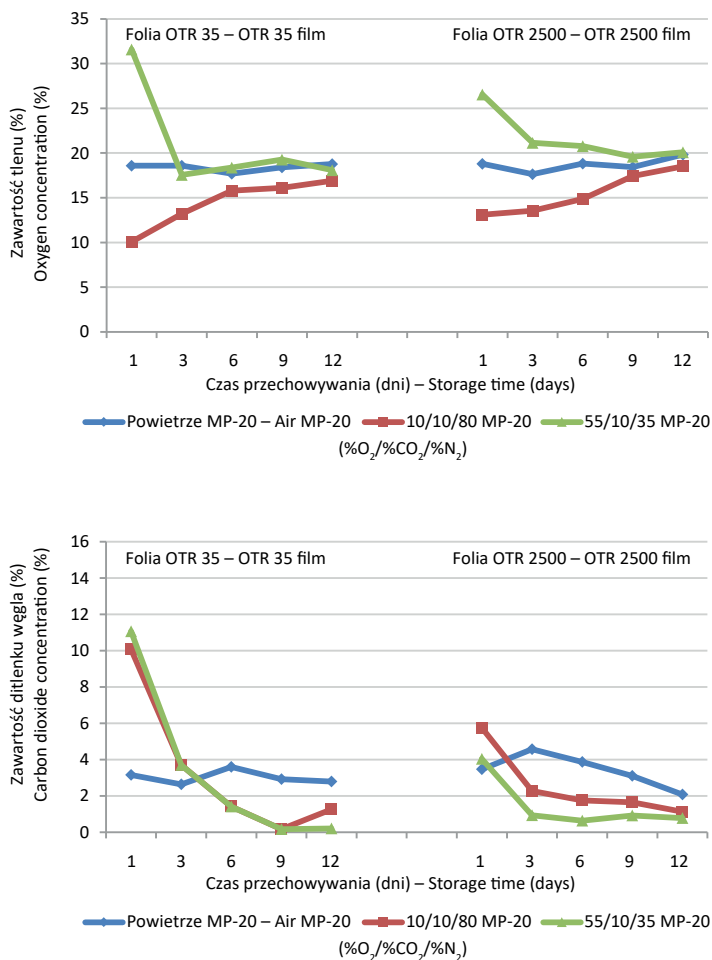 Zawartość tlenu (%)
Oxygen concentration (%)
35
30
25
20
15
10
5
0
Folia OTR 35 – OTR 35 film
Folia OTR 2500 – OTR 2500 film
1 3 6 9 12 1 3 6 9 12
Czas przechowywania (dni) – Storage time (days)
Powietrze MP-20 – Air MP-20 10/10/80 MP-20 55/10/35 MP-20
(%O₂/%CO₂/%N₂)
Zawartość ditlenku węgla (%)
Carbon dioxide concentration (%)
16
14
12
10
8
6
4
2
0
Folia OTR 35 – OTR 35 film
Folia OTR 2500 – OTR 2500 film
1 3 6 9 12 1 3 6 9 12
Czas przechowywania (dni) – Storage time (days)
Powietrze MP-20 – Air MP-20 10/10/80 MP-20 55/10/35 MP-20
(%O₂/%CO₂/%N₂)